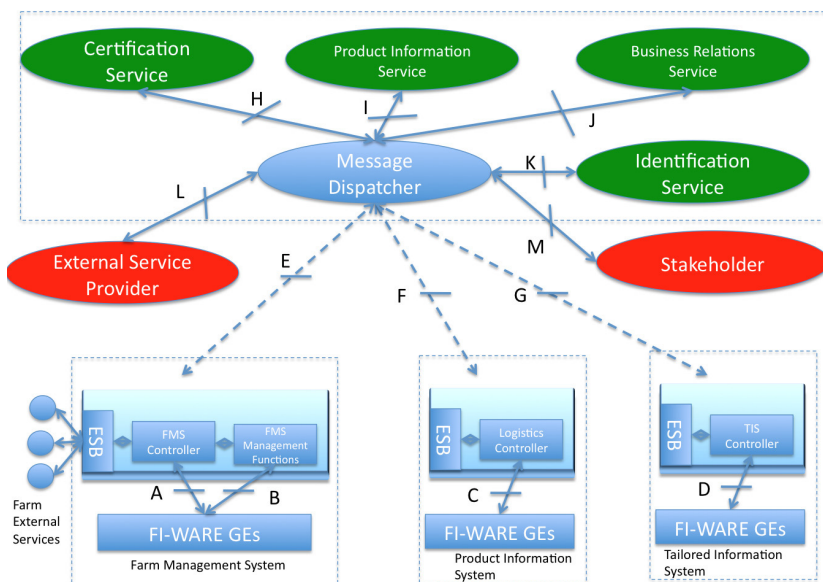 Certification
Service
Product Information
Service
Business Relations
Service
H
I
J
Message
Dispatcher
K
Identification
Service
L
M
External Service
Provider
Stakeholder
E
F
G
ESB
FMS
Controller
FMS
Management
Functions
ESB
Logistics
Controller
ESB
TIS
Controller
A
B
C
D
Farm
External
Services
FI-WARE GEs
FI-WARE GEs
FI-WARE GEs
Farm Management System
Product Information
System
Tailored Information
System